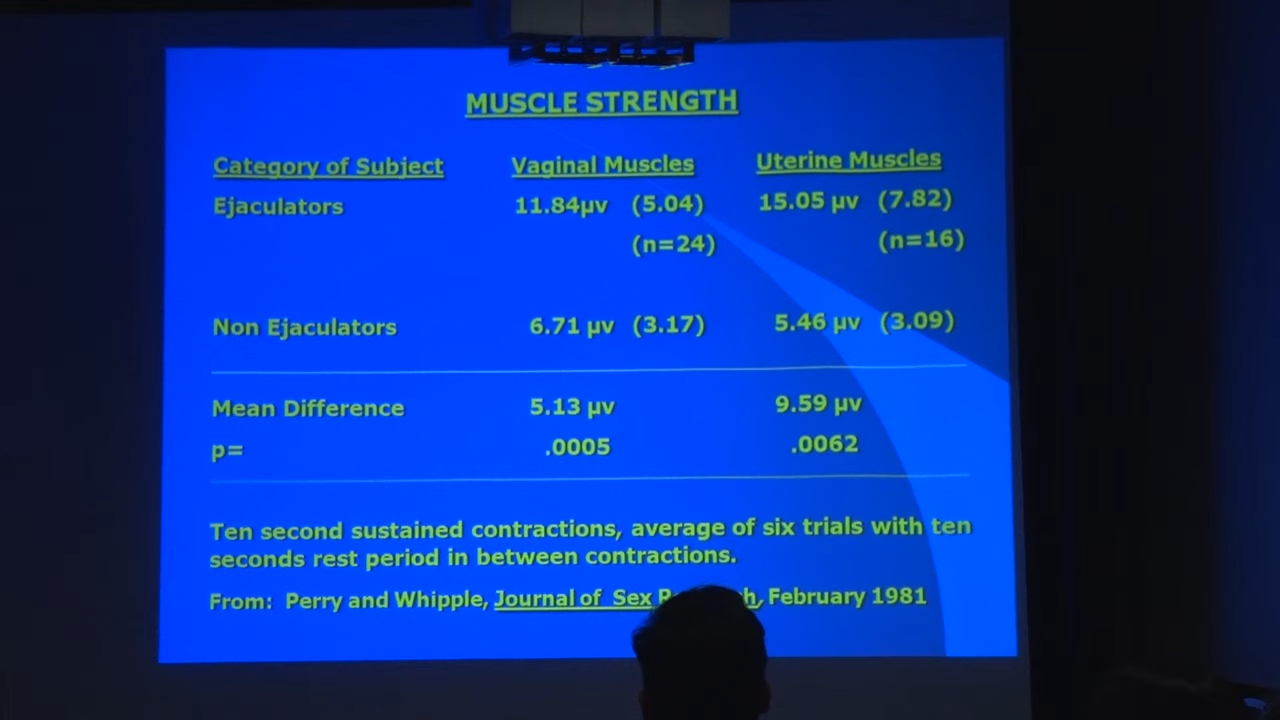 MUSCLE STRENGTH
Category of Subject Vaginal Muscles Uterine Muscles
Ejaculators 11.84µv (5.04) 15.05 µv (7.82)
(n=24) (n=16)
Non Ejaculators 6.71 µv (3.17) 5.46 µv (3.09)
Mean Difference 5.13 µv 9.59 µv
p= .0005 .0062
Ten second sustained contractions, average of six trials with ten
seconds rest period in between contractions.
From: Perry and Whipple, Journal of Sex February 1981